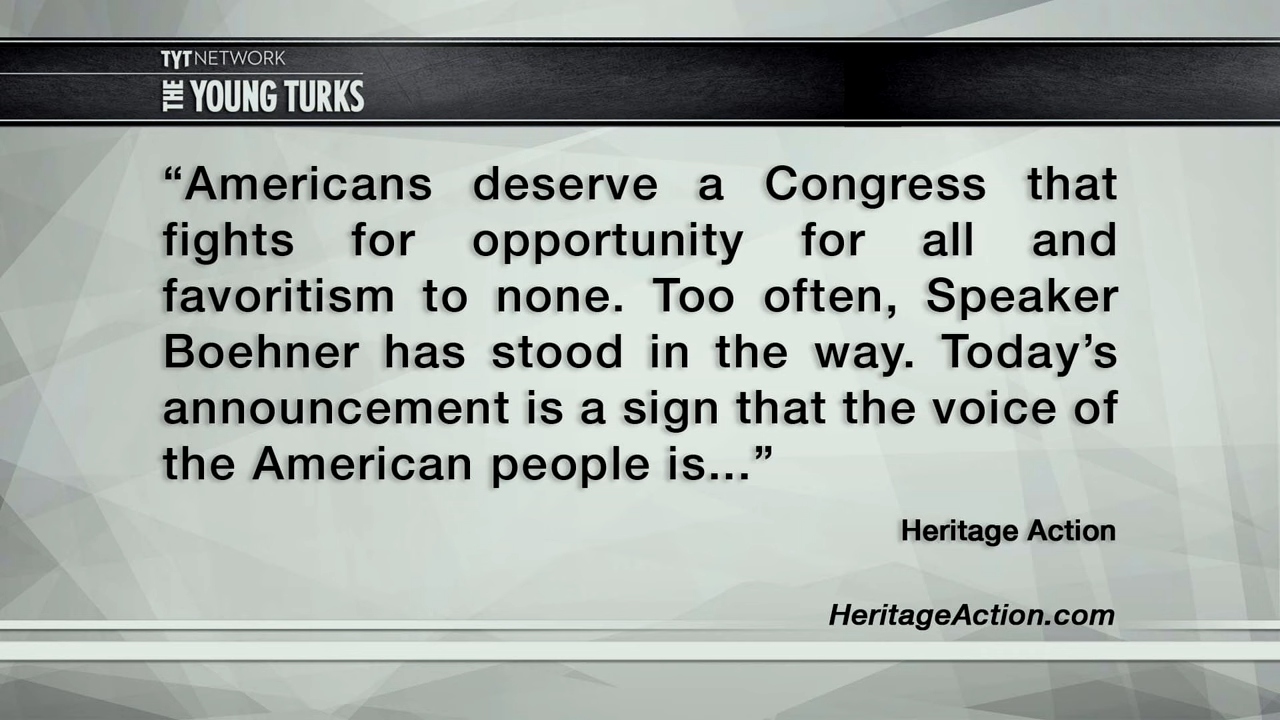 TYT NETWORK
THE YOUNG TURKS
“Americans deserve a Congress that
fights for opportunity for all and
favoritism to none. Too often, Speaker
Boehner has stood in the way. Today’s
announcement is a sign that the voice of
the American people is...”
Heritage Action
HeritageAction.com